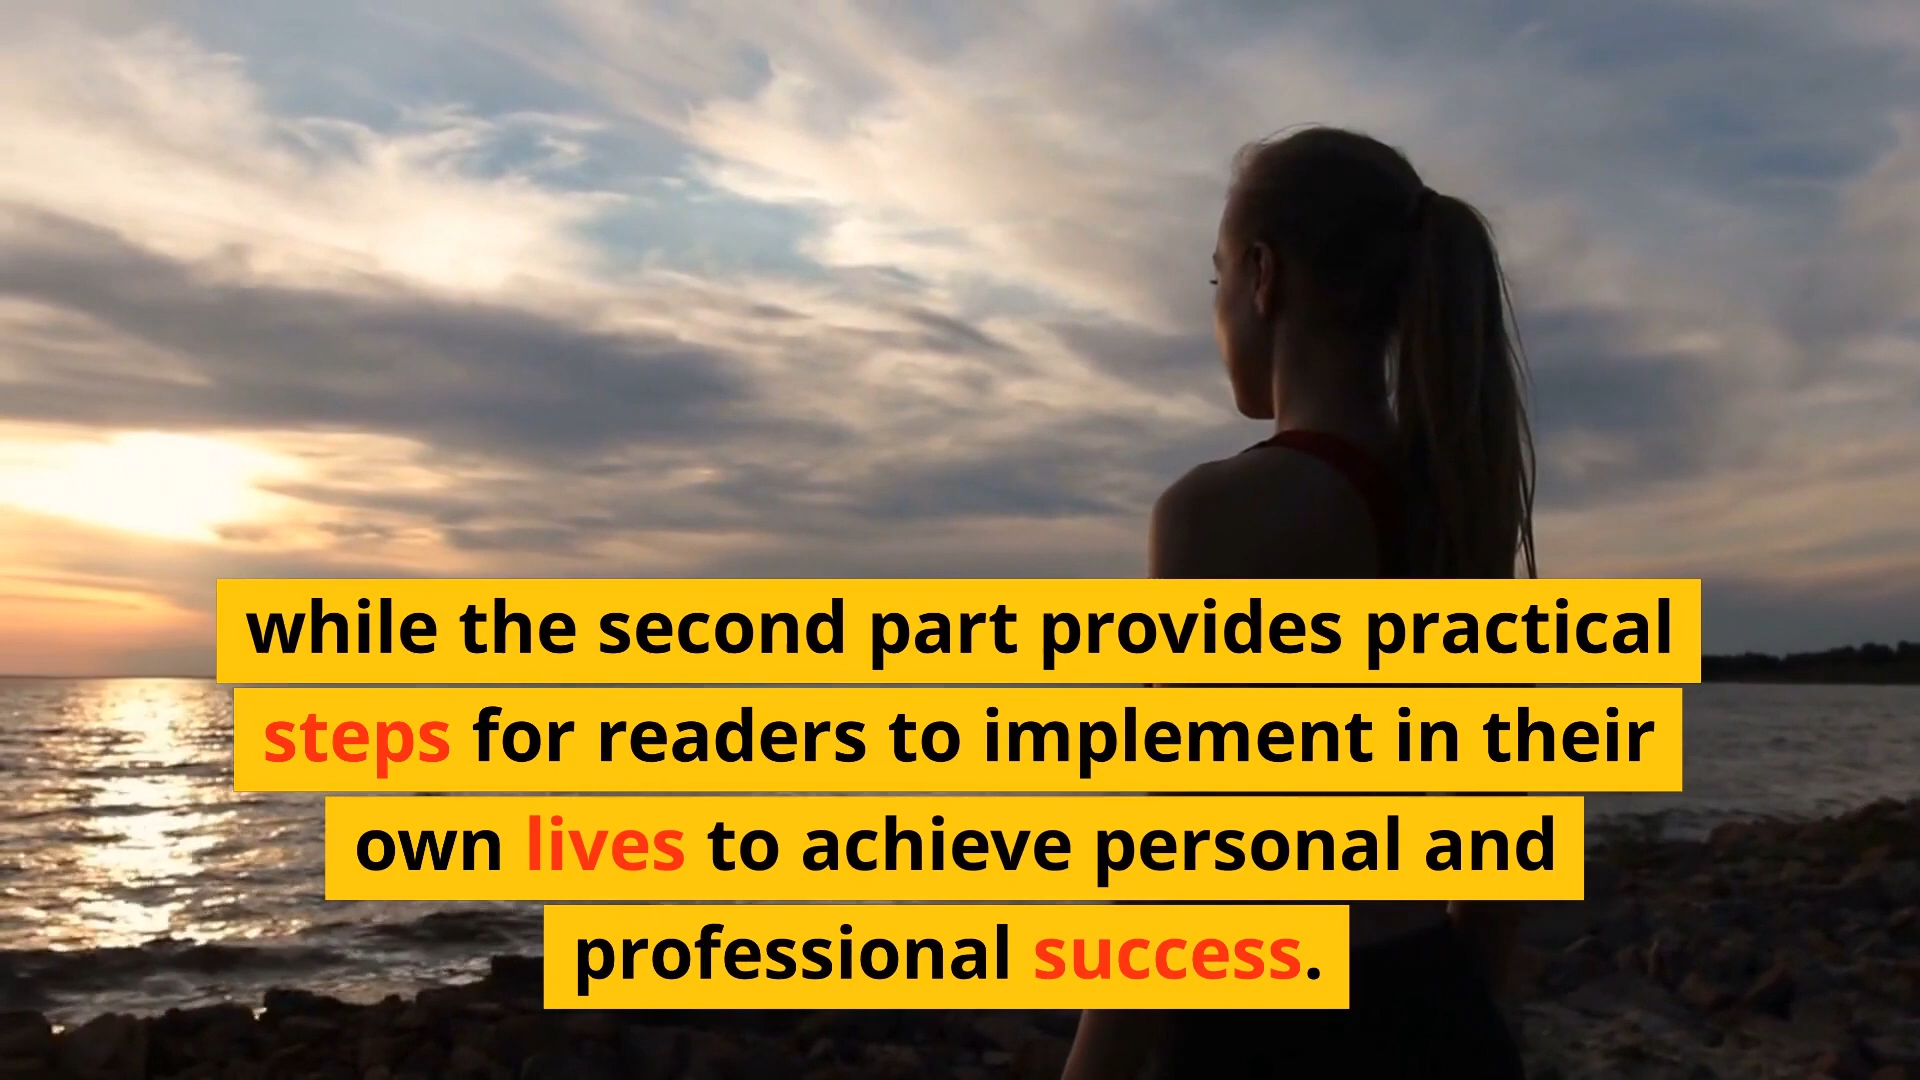 while the second part provides practical
steps for readers to implement in their
own lives to achieve personal and
professional success.